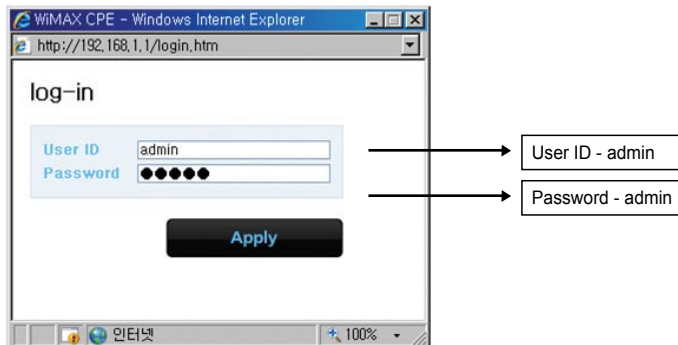 WiMAX CPE - Windows Internet Explorer
http://192.168.1.1/login.htm
log-in
User ID admin
Password ●●●●●
Apply
User ID - admin
Password - admin
인터넷 100%